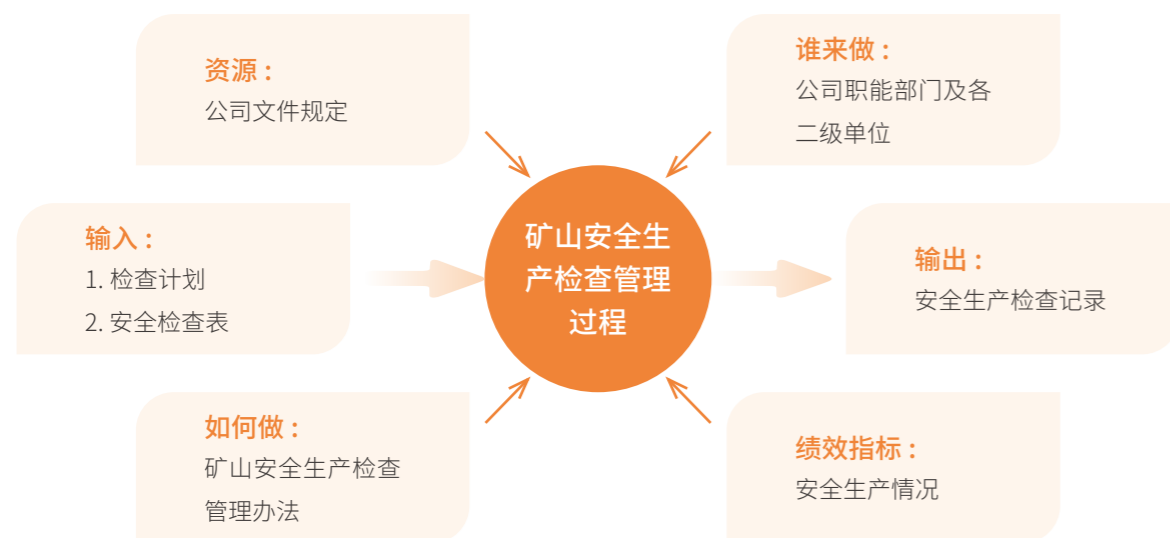 资源：
公司文件规定
谁来做：
公司职能部门及各
二级单位
输入：
1. 检查计划
2. 安全检查表
矿山安全生
产检查管理
过程
输出：
安全生产检查记录
如何做：
矿山安全生产检查
管理办法
绩效指标：
安全生产情况